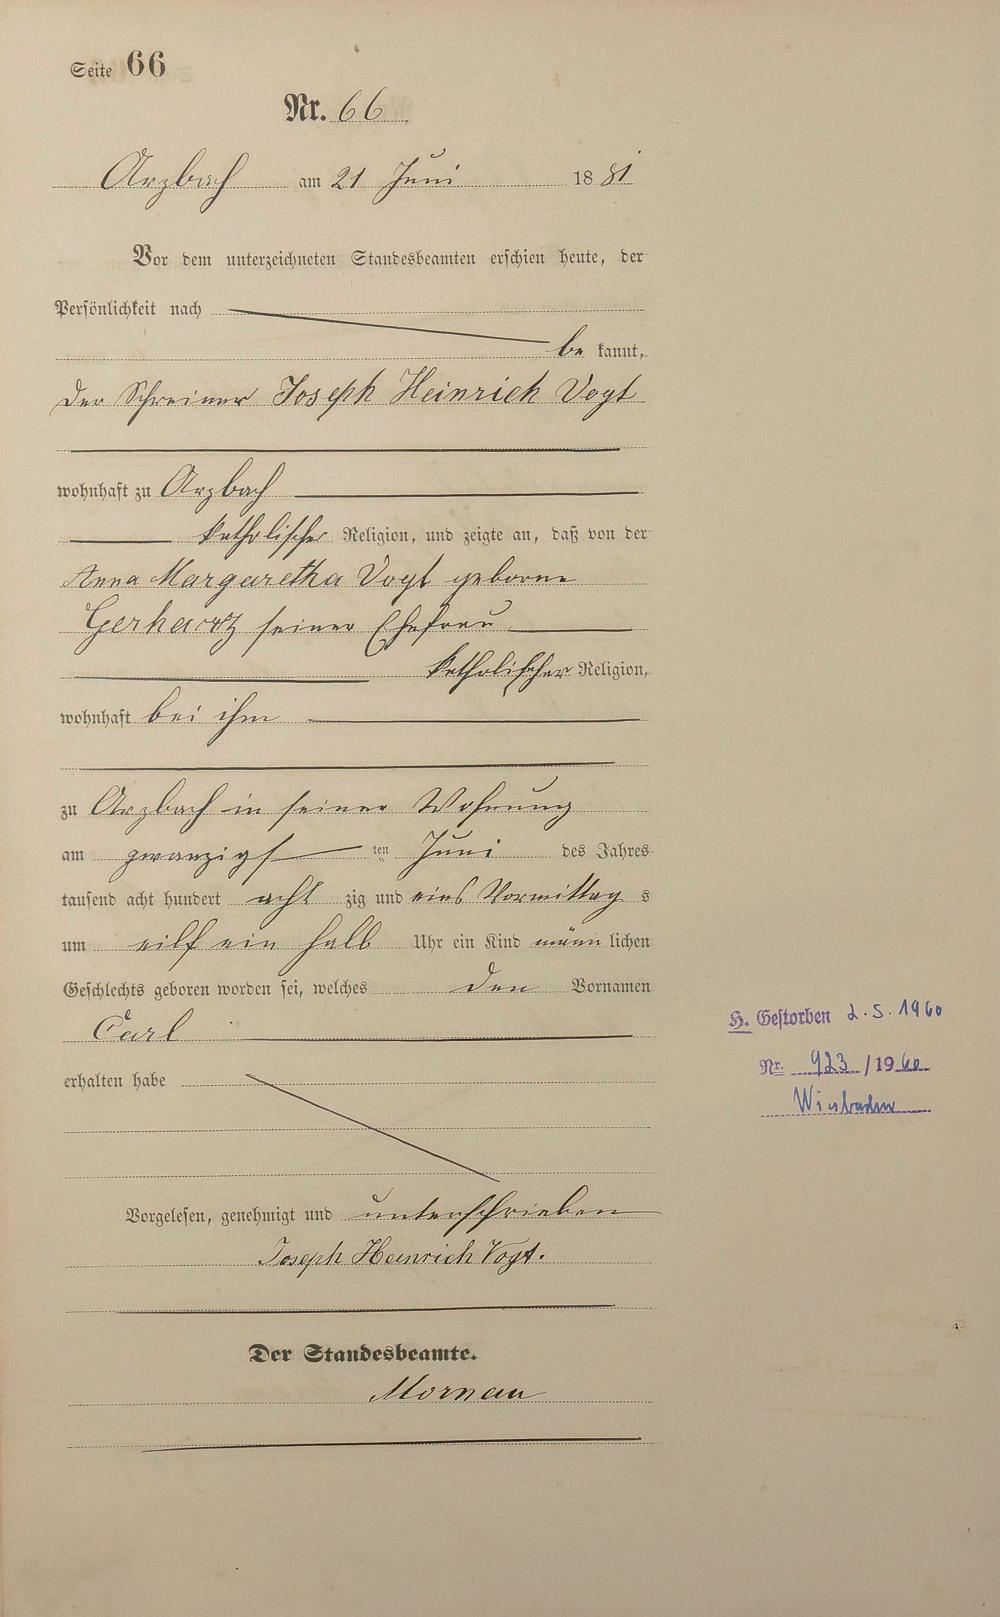 Seite 66
Nr. 66
Arzbach am 21 Juni 1881
Vor dem unterzeichneten Standesbeamten erschien heute, der
Persönlichkeit nach
bekannt,
der Schreiner Joseph Heinrich Vogt
wohnhaft zu Arzbach
katholischer Religion, und zeigte an, daß von der
Anna Margaretha Vogt geborne
Gerhartz seiner Ehefrau
katholischer Religion,
wohnhaft bei ihm
zu Arzbach in seiner Wohnung
am zwanzigsten Juni des Jahres
tausend acht hundert achtzig und eins Vormittags
um eilf ein halb Uhr ein Kind männlichen
Geschlechts geboren worden sei, welches den Vornamen
Carl
H. Gestorben 2.5.1960
Nr. 923/1960
Wiesbaden
erhalten habe
Vorgelesen, genehmigt und unterschrieben
Joseph Heinrich Vogt.
Der Standesbeamte.
Mornau